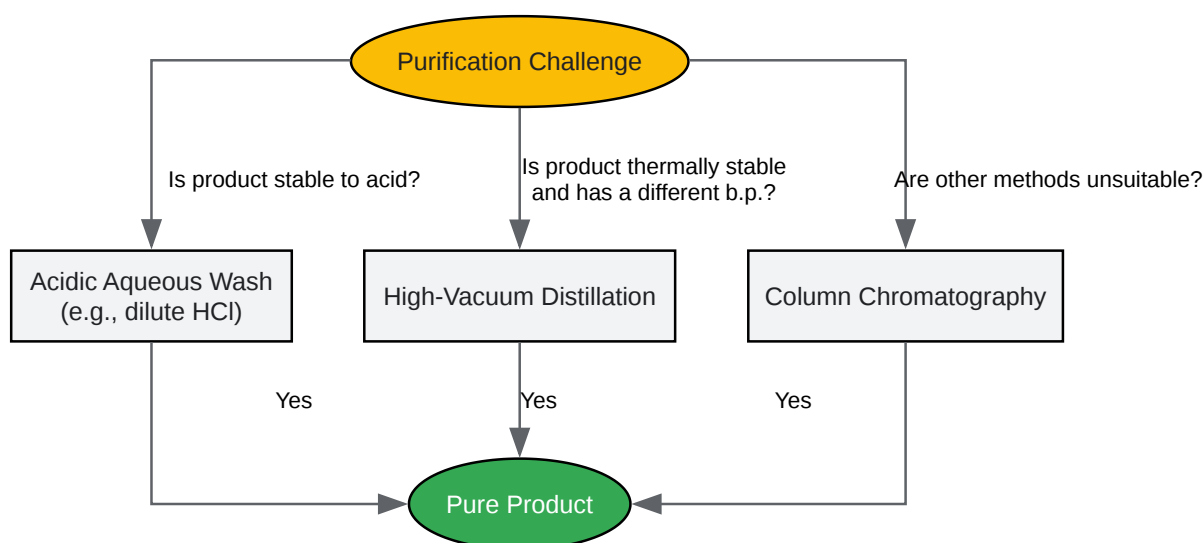 Purification Challenge
Is product stable to acid?
Is product thermally stable
and has a different b.p.?
Are other methods unsuitable?
Acidic Aqueous Wash
(e.g., dilute HCl)
High-Vacuum Distillation
Column Chromatography
Yes
Yes
Yes
Pure Product